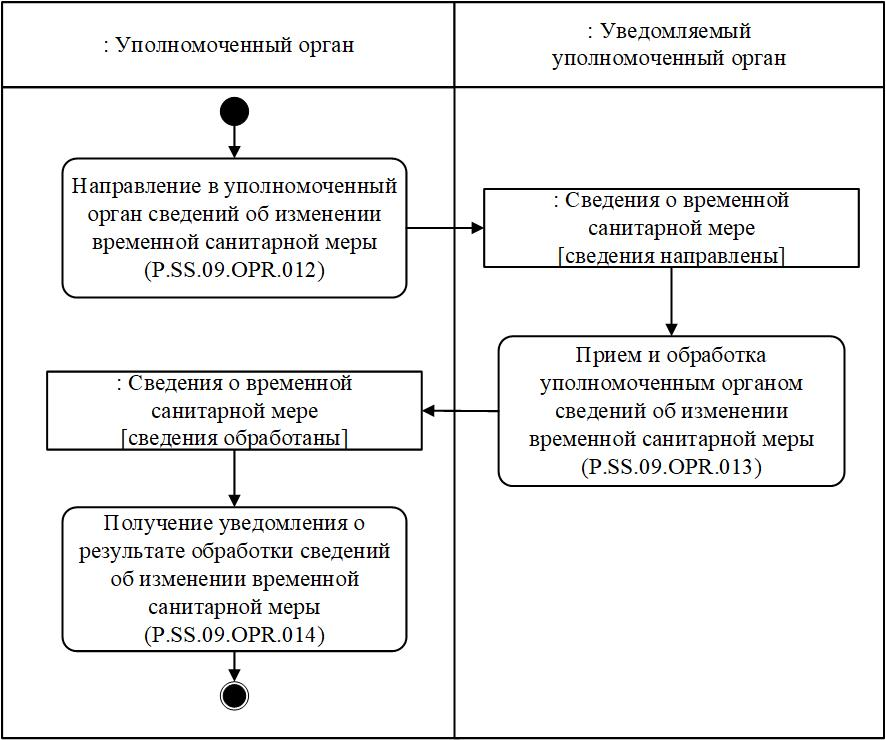 : Уполномоченный орган
: Уведомляемый
уполномоченный орган
Направление в уполномоченный
орган сведений об изменении
временной санитарной меры
(P.SS.09.OPR.012)
: Сведения о временной
санитарной мере
[сведения направлены]
Прием и обработка
уполномоченным органом
сведений об изменении
временной санитарной меры
(P.SS.09.OPR.013)
: Сведения о временной
санитарной мере
[сведения обработаны]
Получение уведомления о
результате обработки сведений
об изменении временной
санитарной меры
(P.SS.09.OPR.014)